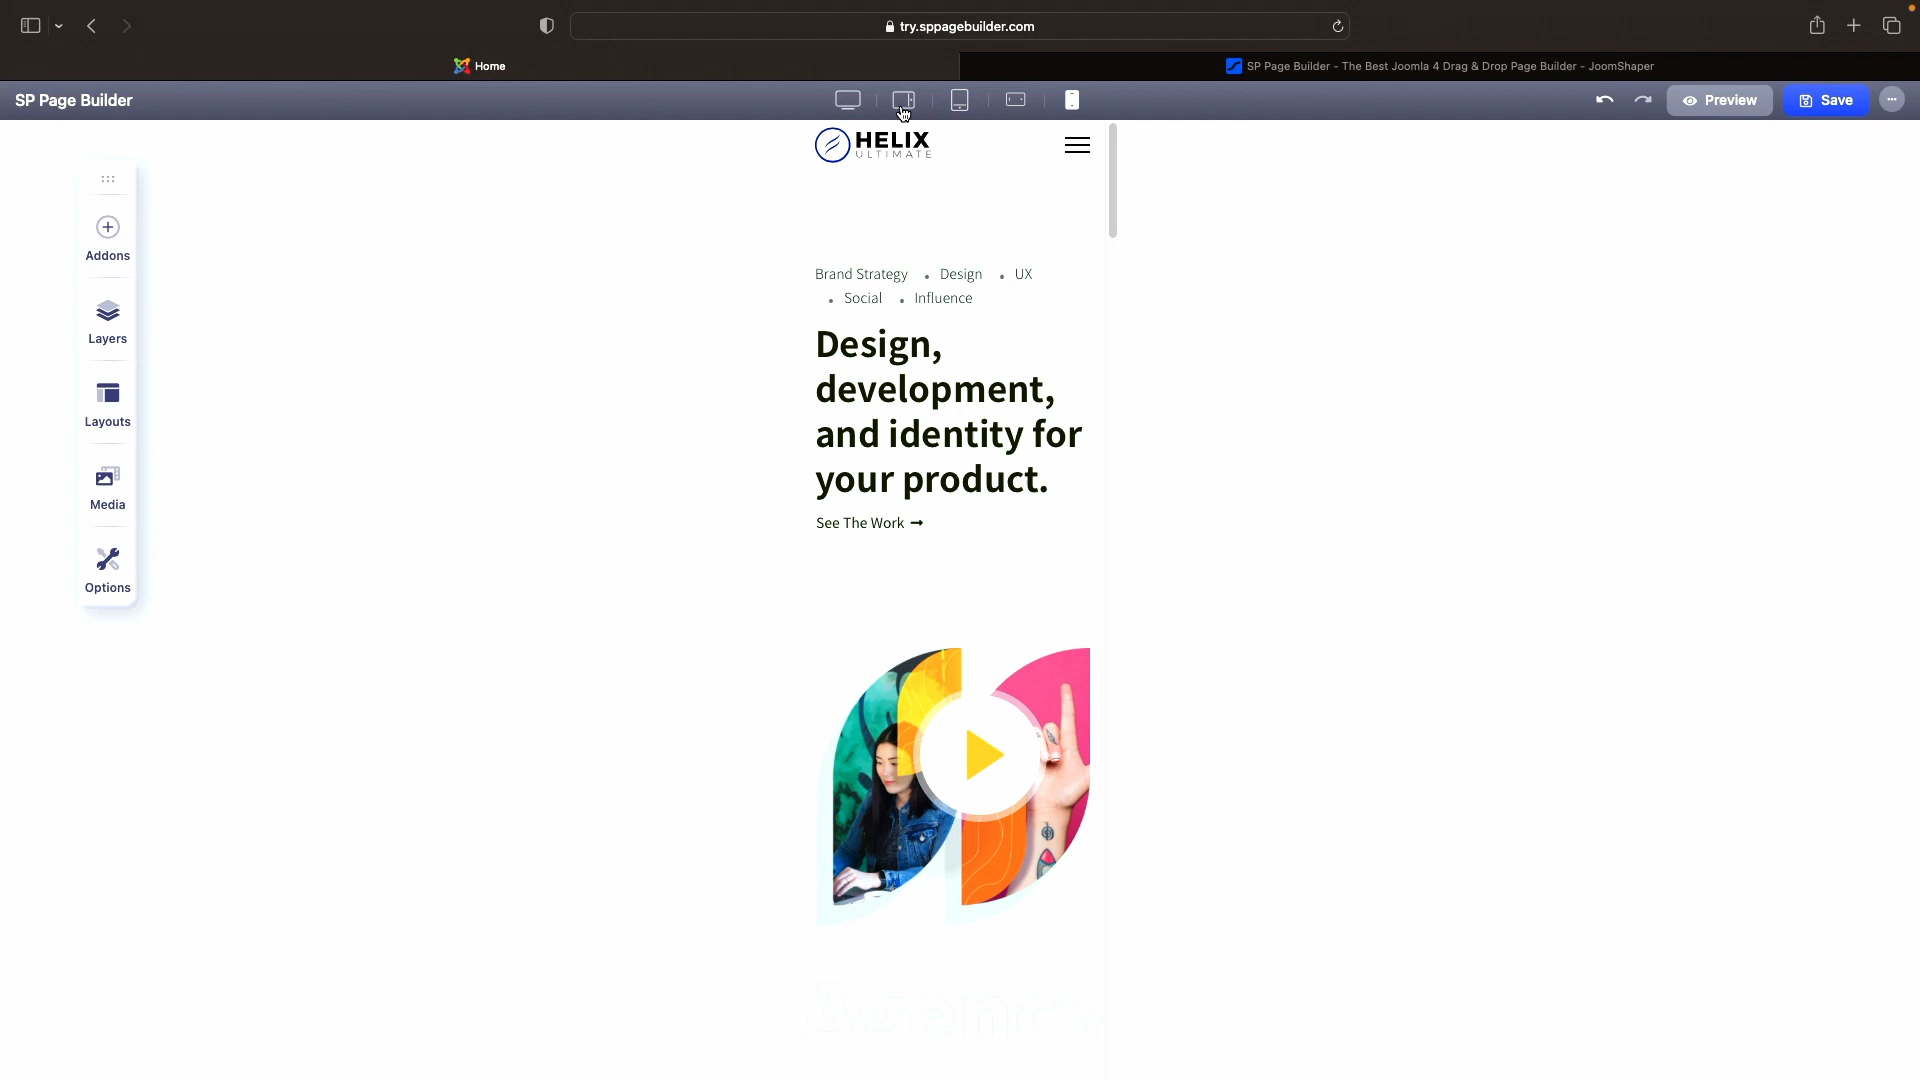 try.sppagebuilder.com
Home
SP Page Builder - The Best Joomla 4 Drag & Drop Page Builder - JoomShaper
SP Page Builder
Preview
Save
HELIX
ULTIMATE
Addons
Layers
Layouts
Media
Options
Brand Strategy • Design • UX
• Social • Influence
Design,
development,
and identity for
your product.
See The Work →
Agency